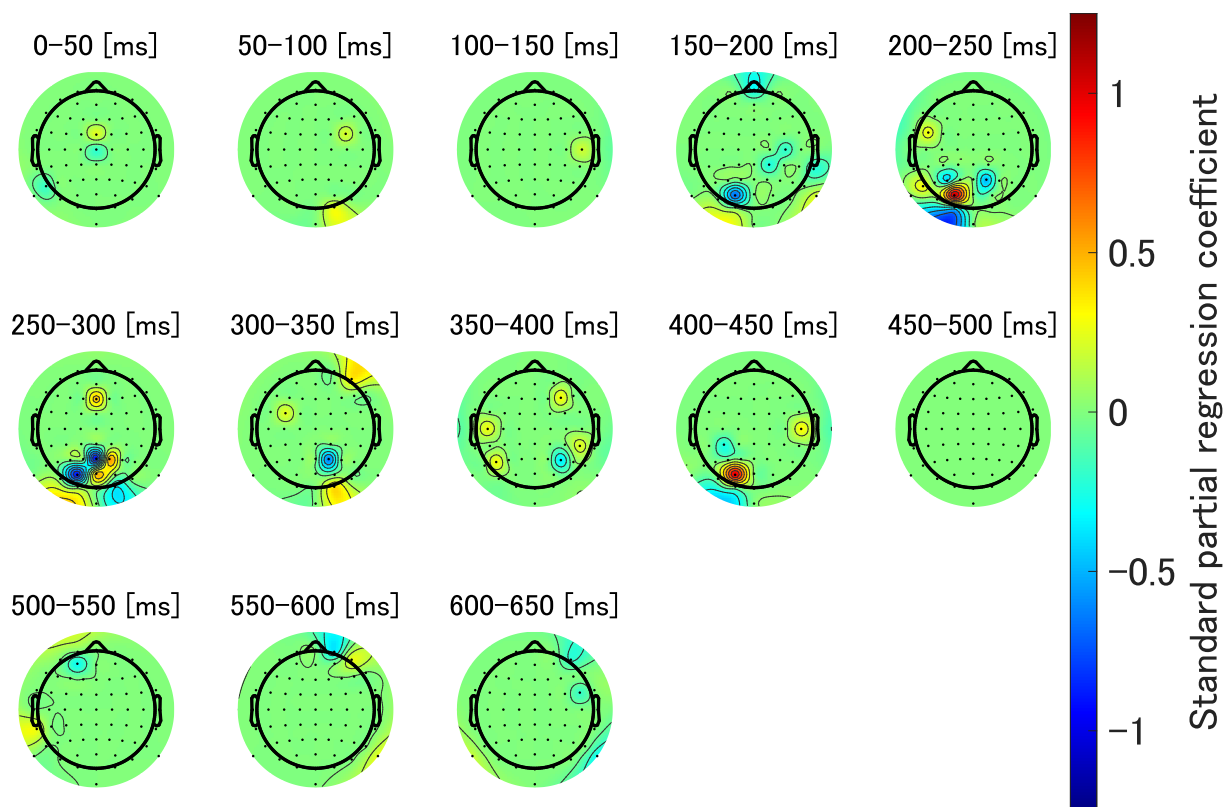 0−50 [ms]
50−100 [ms]
100−150 [ms]
150−200 [ms]
200−250 [ms]
250−300 [ms]
300−350 [ms]
350−400 [ms]
400−450 [ms]
450−500 [ms]
500−550 [ms]
550−600 [ms]
600−650 [ms]
1
0.5
0
−0.5
−1
Standard partial regression coefficient